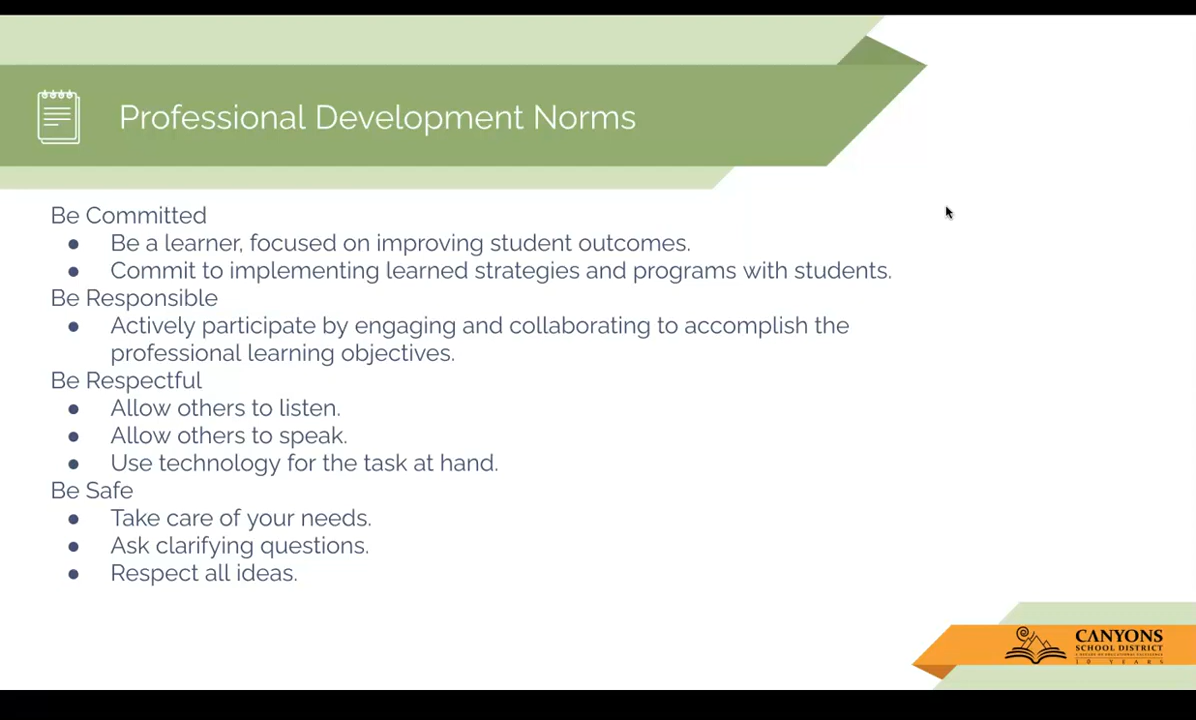 Professional Development Norms
Be Committed
● Be a learner, focused on improving student outcomes.
● Commit to implementing learned strategies and programs with students.
Be Responsible
● Actively participate by engaging and collaborating to accomplish the
professional learning objectives.
Be Respectful
● Allow others to listen.
● Allow others to speak.
● Use technology for the task at hand.
Be Safe
● Take care of your needs.
● Ask clarifying questions.
● Respect all ideas.
CANYONS
SCHOOL DISTRICT
10 YEARS